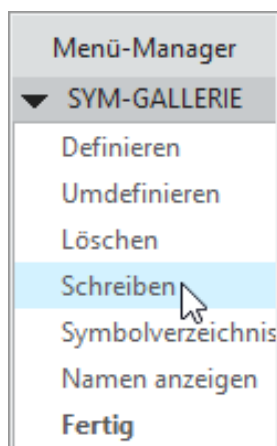 Menü-Manager
SYM-GALLERIE
Definieren
Umdefinieren
Löschen
Schreiben
Symbolverzeichnis
Namen anzeigen
Fertig